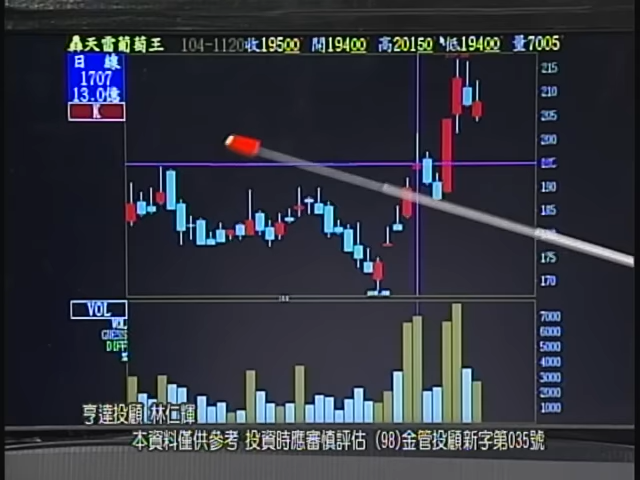 轟天雷葡萄王 104-1120收19500 開19400 高20150 低19400 量7005
日線
1707
13.0億
K
215
210
205
200
190
185
175
170
VOL
VOL
GUESS
DIFF
7000
6000
5000
4000
3000
2000
1000
亨達投顧 林仁輝
本資料僅供參考 投資時應審慎評估 (98)金管投顧新字第035號